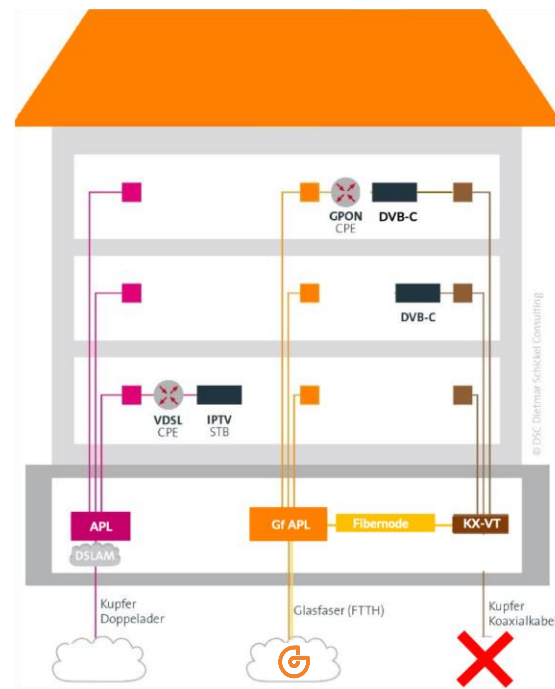 GPON
CPE
DVB-C
DVB-C
VDSL
CPE
IPTV
STB
© DSC Dietmar Schickel Consulting
APL
DSLAM
Gf APL
Fibernode
KX-VT
Kupfer
Doppelader
Glasfaser (FTTH)
Kupfer
Koaxialkabel